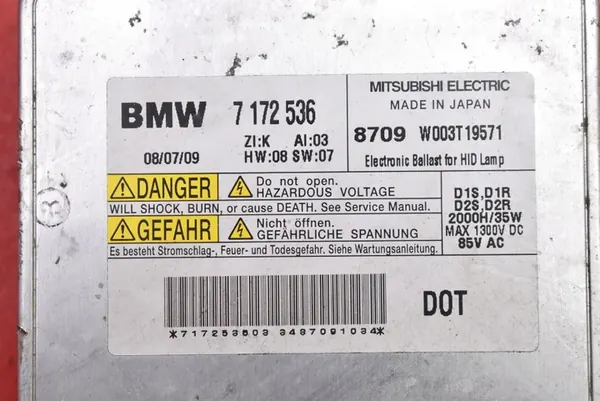 BMW 7 172 536
ZI:K AI:03
08/07/09 HW:08 SW:07
MITSUBISHI ELECTRIC
MADE IN JAPAN
8709 W003T19571
Electronic Ballast for HID Lamp
DANGER Do not open.
HAZARDOUS VOLTAGE
WILL SHOCK, BURN, or cause DEATH. See Service Manual.
GEFAHR Nicht öffnen.
GEFÄHRLICHE SPANNUNG
Es besteht Stromschlag-, Feuer- und Todesgefahr. Siehe Wartungsanleitung.
D1S,D1R
D2S,D2R
2000H/35W
MAX 1300V DC
85V AC
DOT
*717253603 3487091034*